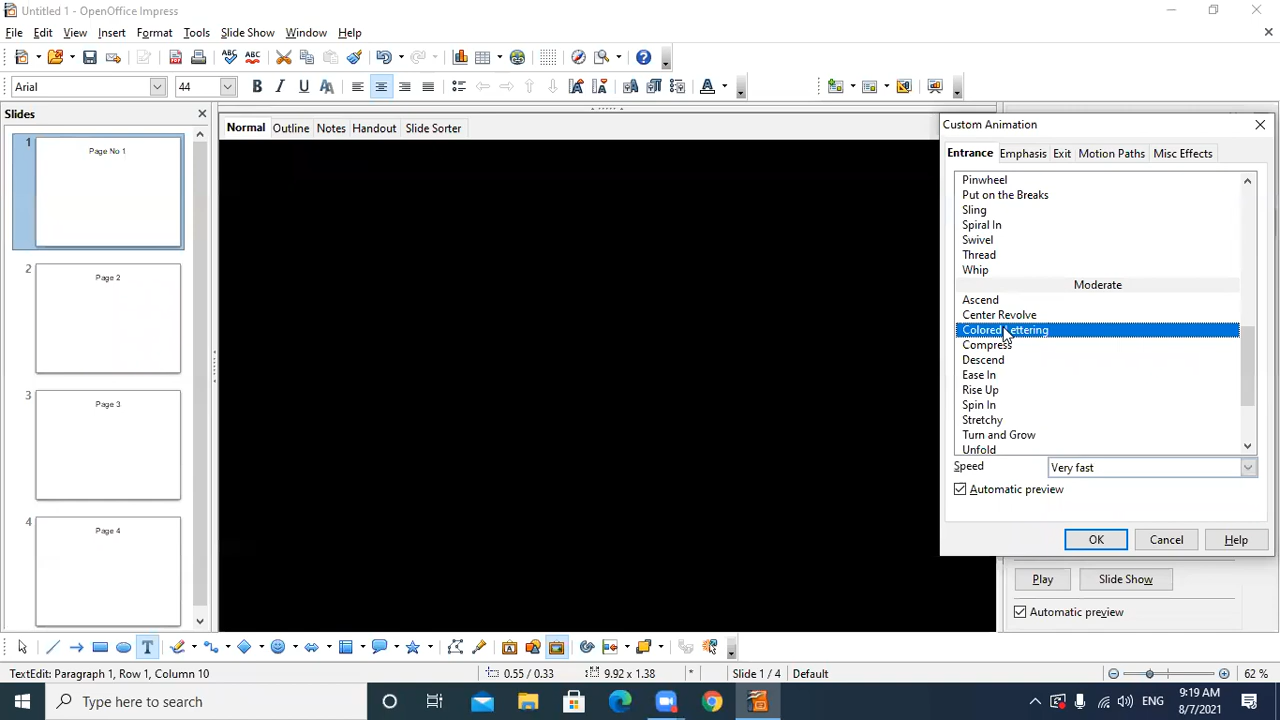 Untitled 1 - OpenOffice Impress
File Edit View Insert Format Tools Slide Show Window Help
Arial 44
Slides
Normal Outline Notes Handout Slide Sorter
1
Page No 1
2
Page 2
3
Page 3
4
Page 4
Custom Animation
Entrance Emphasis Exit Motion Paths Misc Effects
Pinwheel
Put on the Breaks
Sling
Spiral In
Swivel
Thread
Whip
Moderate
Ascend
Center Revolve
Colored Lettering
Compress
Descend
Ease In
Rise Up
Spin In
Stretchy
Turn and Grow
Unfold
Speed Very fast
Automatic preview
OK Cancel Help
Play Slide Show
Automatic preview
TextEdit: Paragraph 1, Row 1, Column 10 0.55 / 0.33 9.92 x 1.38 * Slide 1 / 4 Default 62 %
Type here to search
ENG
9:19 AM
8/7/2021